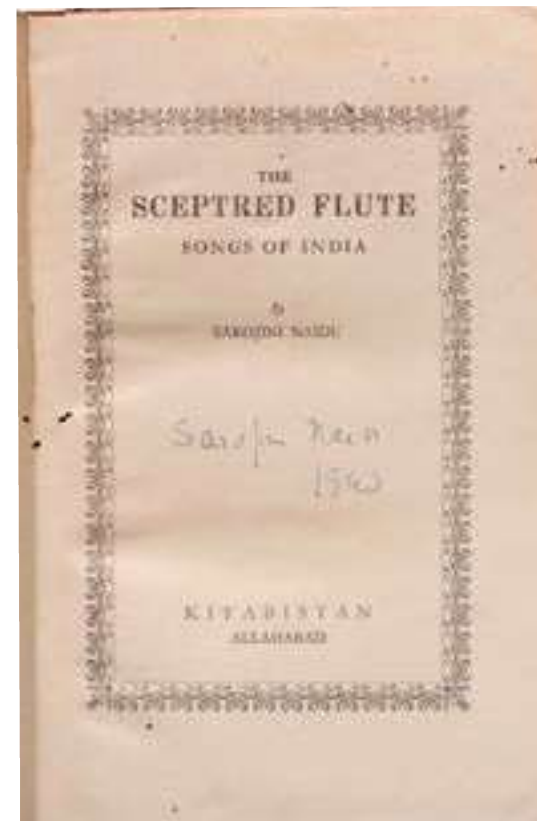 THE
SCEPTRED FLUTE
SONGS OF INDIA
By
SAROJINI NAIDU
KITABISTAN
ALLAHABAD